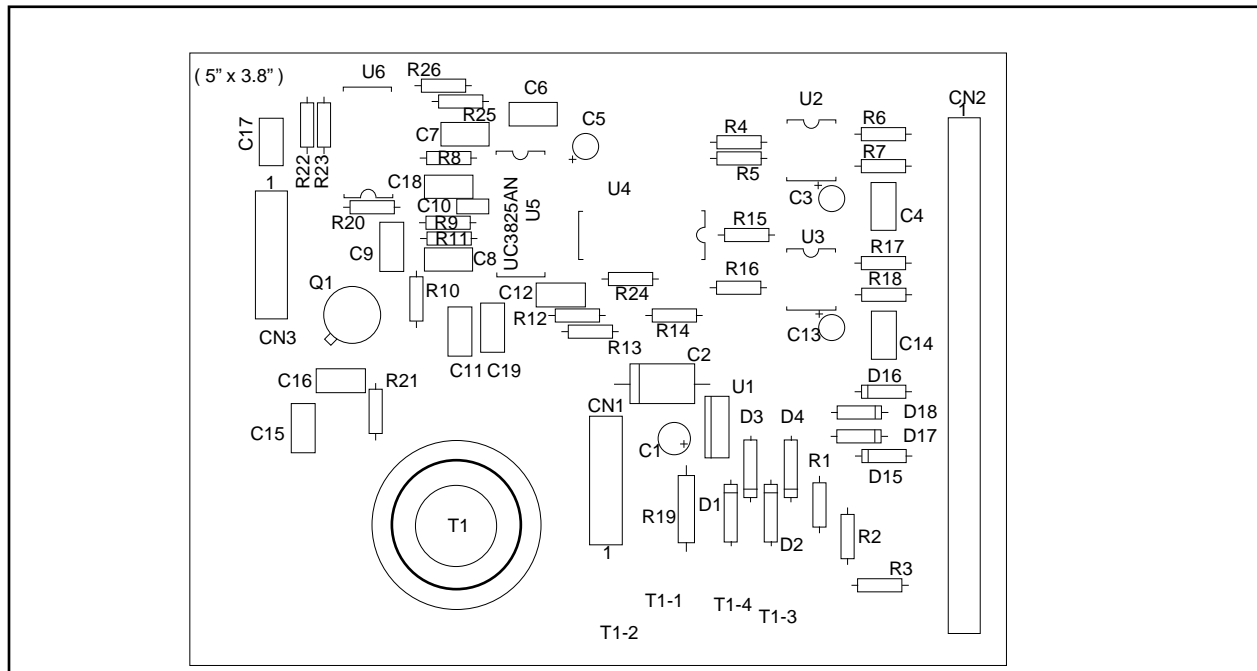 ( 5” x 3.8” )
U6
R26
C6
R25
C7
C5
U2
CN2
1
R6
R4
R7
R5
C17
R22
R23
R8
C18
C10
UC3825AN
U5
U4
C3
C4
1
R20
R9
R11
C9
C8
R15
U3
R17
R16
R18
Q1
R10
C12
R24
R12
R14
R13
C13
C14
CN3
C11
C19
C2
C16
R21
D16
U1
CN1
D3
D4
D18
C15
C1
D17
R1
D15
D1
R19
T1
R2
D2
1
R3
T1-1
T1-4
T1-3
T1-2
+
+
+
+